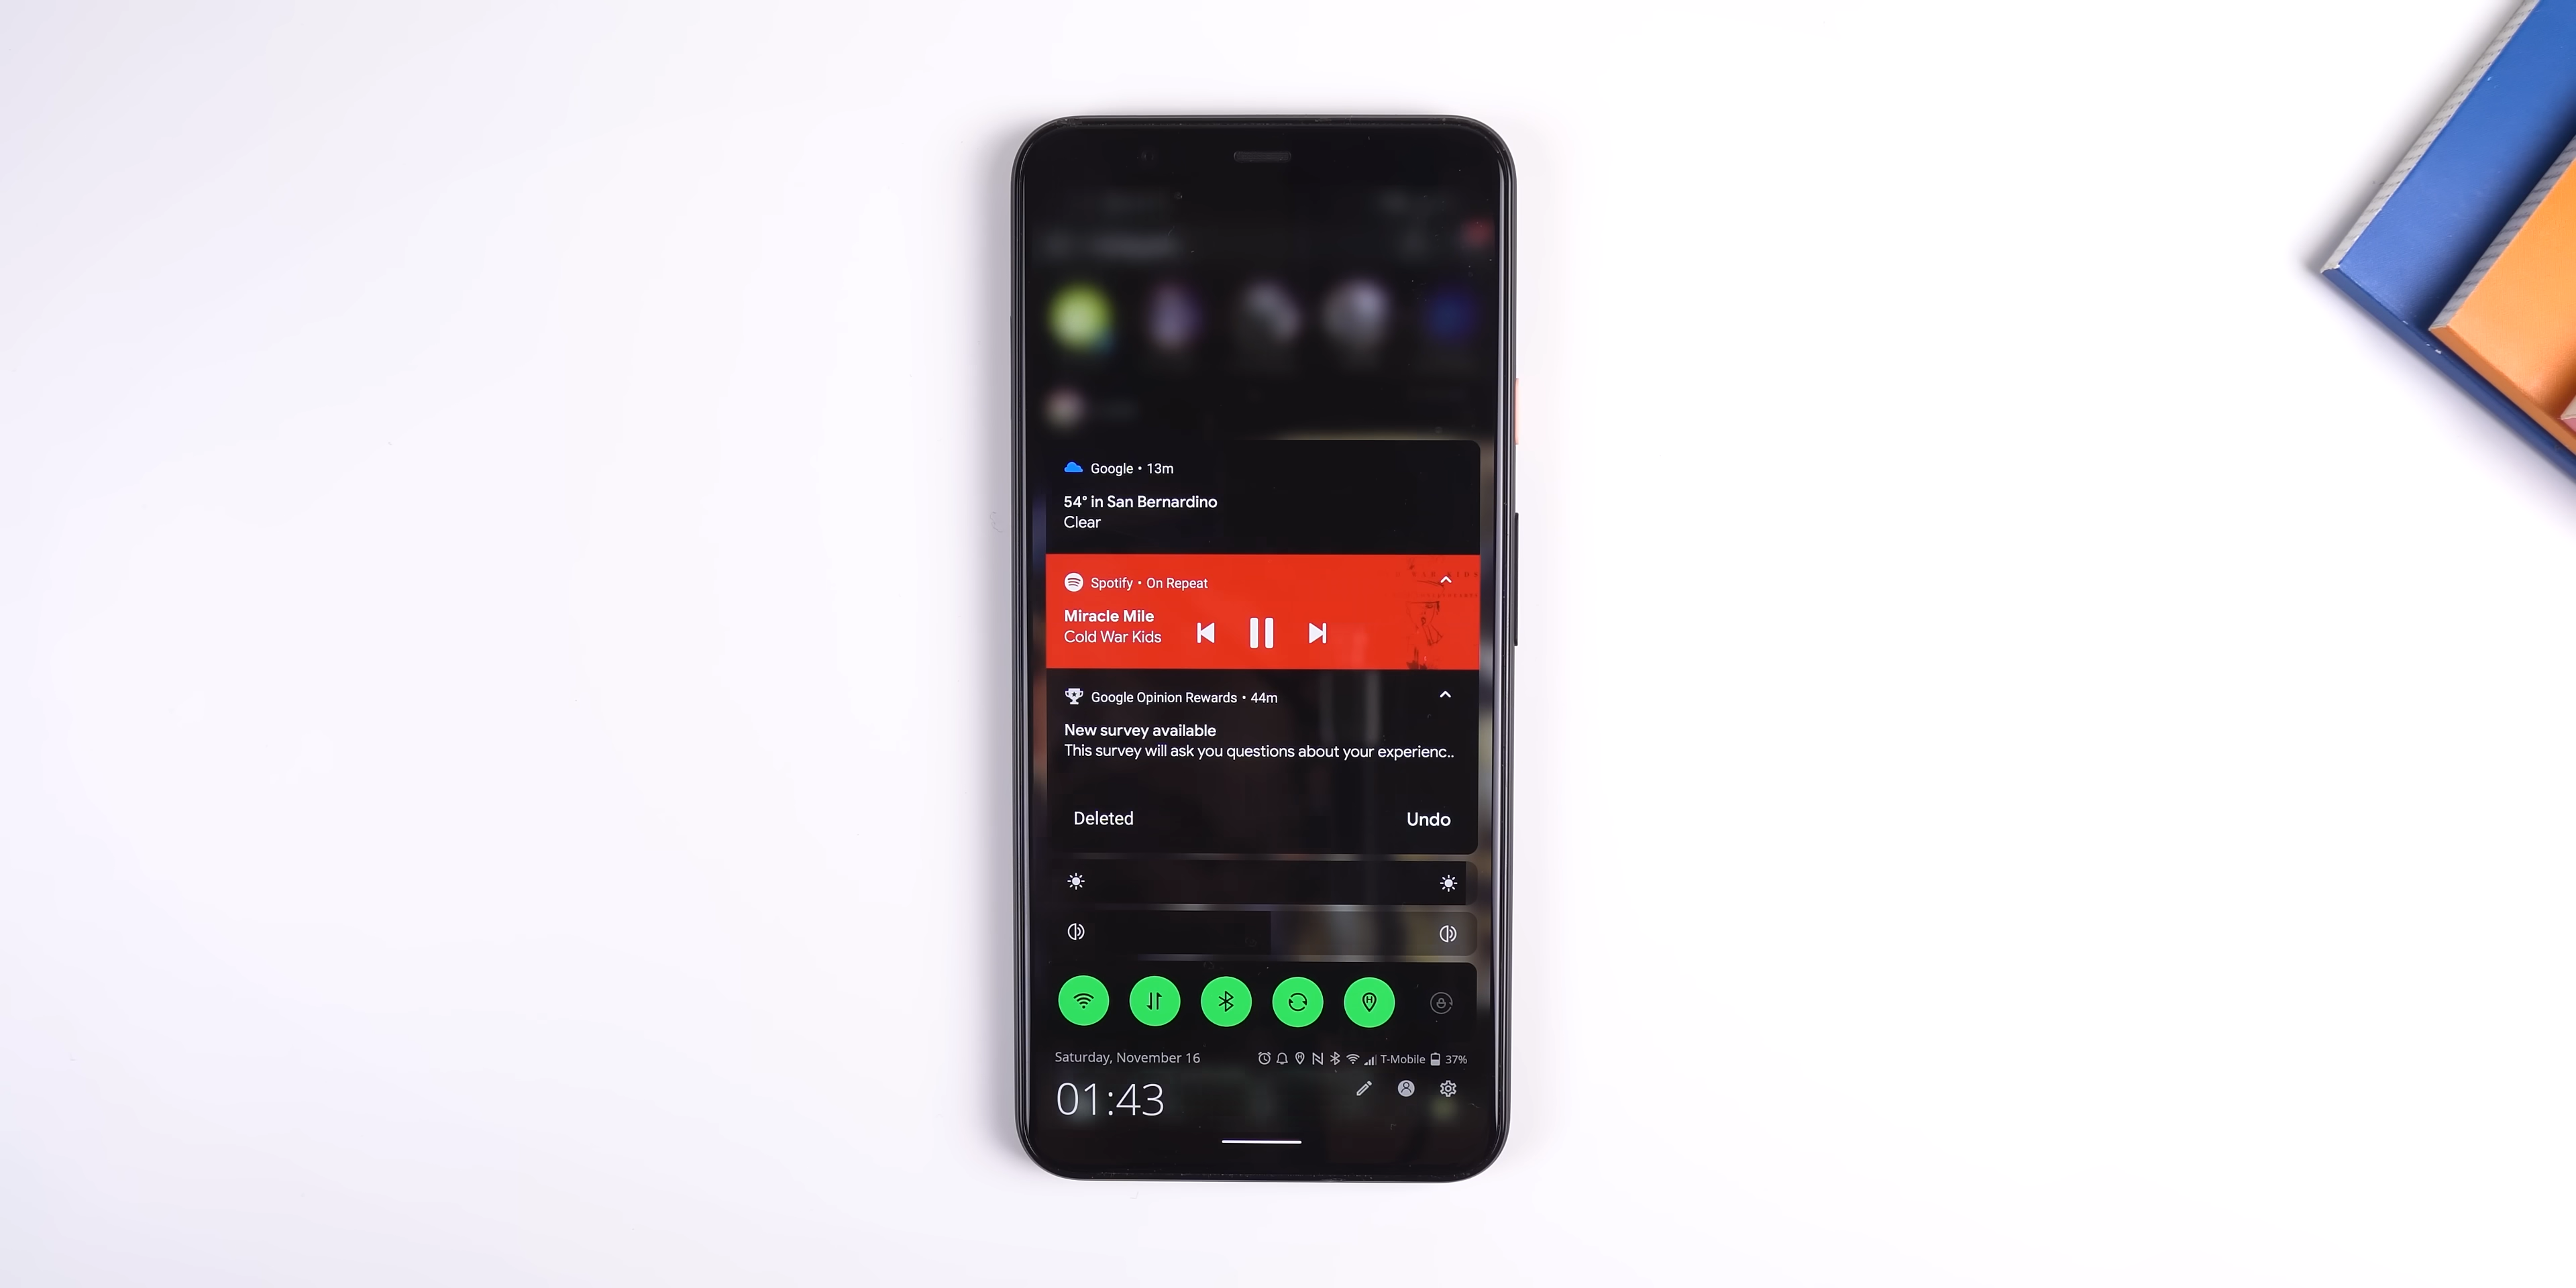 Google • 13m
54° in San Bernardino
Clear
Spotify • On Repeat
Miracle Mile
Cold War Kids
Google Opinion Rewards • 44m
New survey available
This survey will ask you questions about your experienc..
Deleted Undo
Saturday, November 16 T-Mobile 37%
01:43